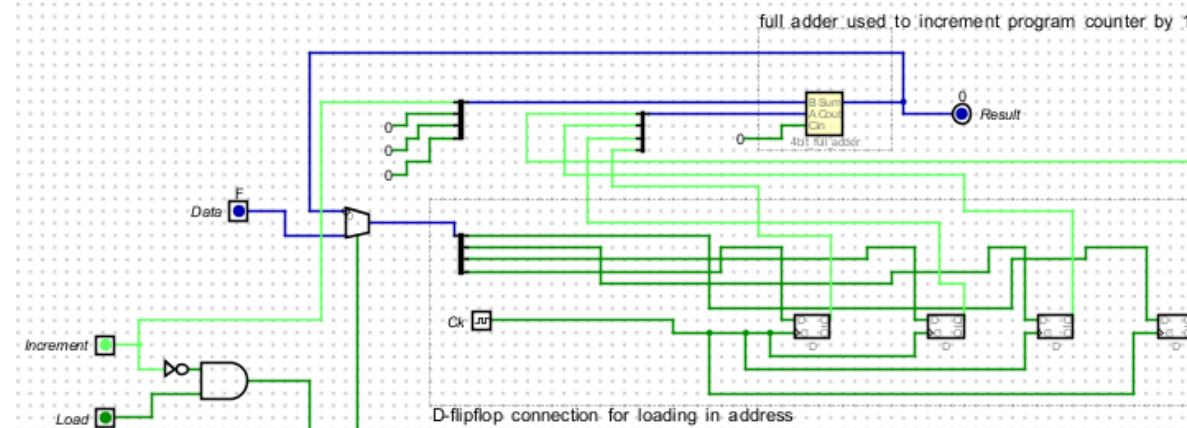 full adder used to increment program counter by 1
0
B Sum
A Cout
Cin
Result
0
0
0
0
4bit full adder
F
Data
Ck
D
D
D
D
Increment
Load
D-flipflop connection for loading in address